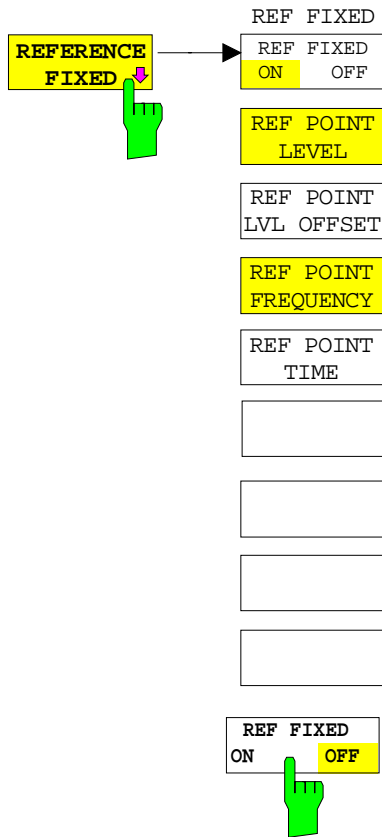 REF FIXED
REFERENCE
FIXED
REF FIXED
ON OFF
REF POINT
LEVEL
REF POINT
LVL OFFSET
REF POINT
FREQUENCY
REF POINT
TIME
REF FIXED
ON OFF